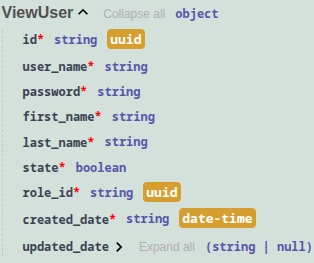 ViewUser Collapse all object
id* string uuid
user_name* string
password* string
first_name* string
last_name* string
state* boolean
role_id* string uuid
created_date* string date-time
updated_date Expand all (string | null)